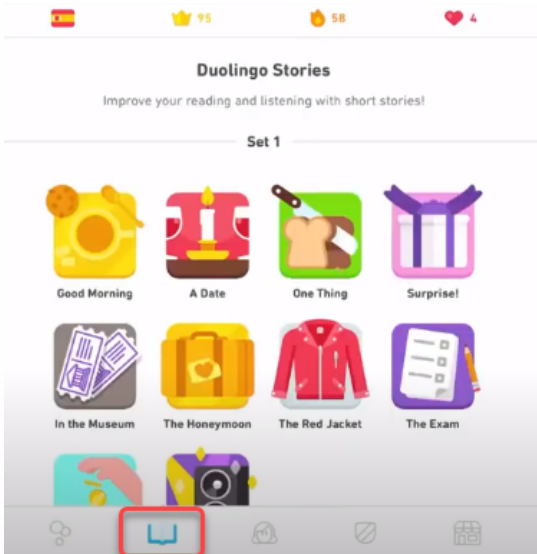 95 58 4
Duolingo Stories
Improve your reading and listening with short stories!
Set 1
Good Morning A Date One Thing Surprise!
In the Museum The Honeymoon The Red Jacket The Exam